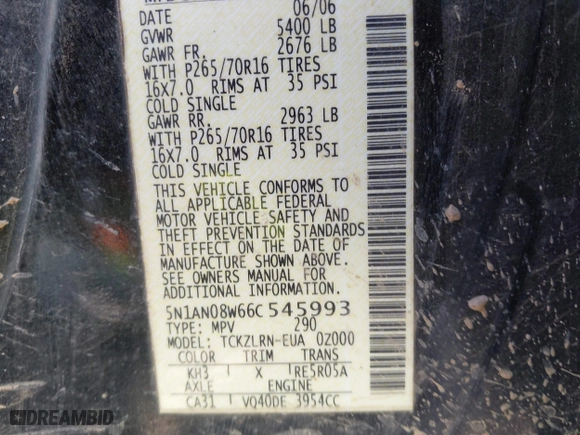 DATE 06/06
GVWR 5400 LB
GAWR FR. 2676 LB
WITH P265/70R16 TIRES
16X7.0 RIMS AT 35 PSI
COLD SINGLE
GAWR RR. 2963 LB
WITH P265/70R16 TIRES
16X7.0 RIMS AT 35 PSI
COLD SINGLE
THIS VEHICLE CONFORMS TO
ALL APPLICABLE FEDERAL
MOTOR VEHICLE SAFETY AND
THEFT PREVENTION STANDARDS
IN EFFECT ON THE DATE OF
MANUFACTURE SHOWN ABOVE.
SEE OWNERS MANUAL FOR
ADDITIONAL INFORMATION.
5N1AN08W66C545993
TYPE: MPV 290
MODEL: TCKZLRN-EUA 0Z000
COLOR TRIM TRANS
KH3 X RE5R05A
AXLE ENGINE
CA31 VQ40DE 3954CC
DREAMBID